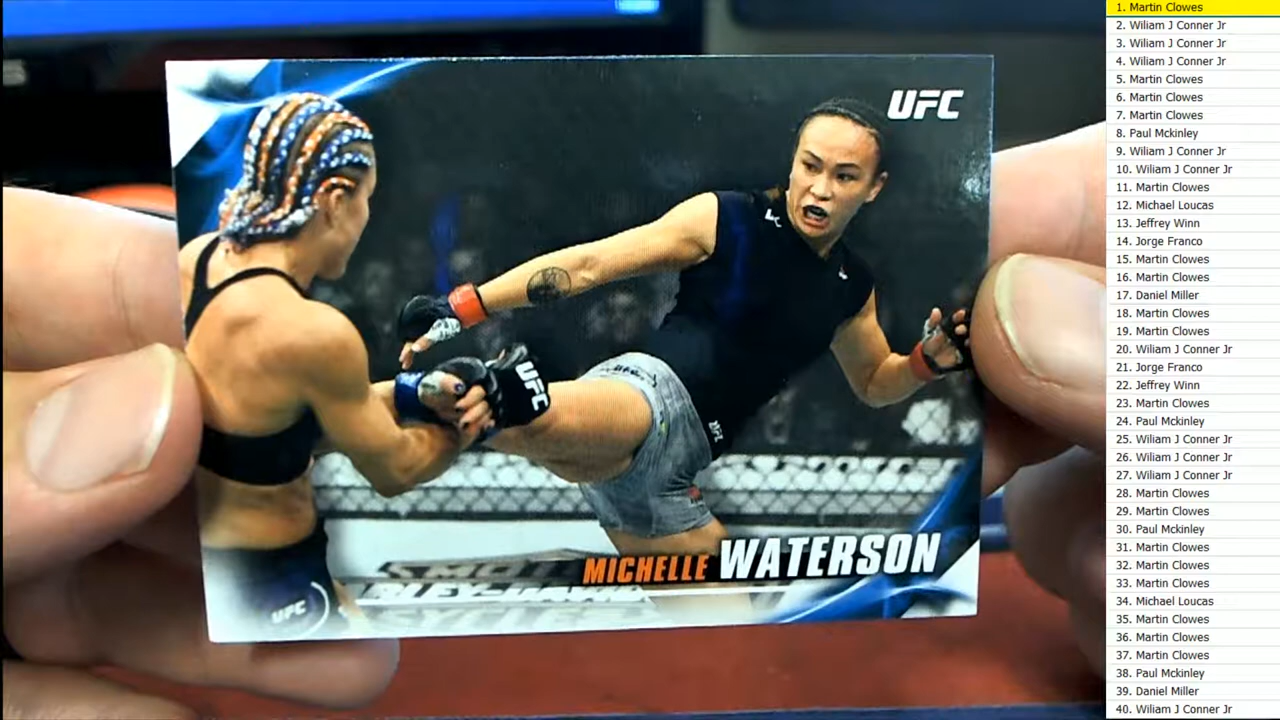 UFC
UFC
MICHELLE WATERSON
UFC
1. Martin Clowes
2. Wiliam J Conner Jr
3. Wiliam J Conner Jr
4. Wiliam J Conner Jr
5. Martin Clowes
6. Martin Clowes
7. Martin Clowes
8. Paul Mckinley
9. Wiliam J Conner Jr
10. Wiliam J Conner Jr
11. Martin Clowes
12. Michael Loucas
13. Jeffrey Winn
14. Jorge Franco
15. Martin Clowes
16. Martin Clowes
17. Daniel Miller
18. Martin Clowes
19. Martin Clowes
20. Wiliam J Conner Jr
21. Jorge Franco
22. Jeffrey Winn
23. Martin Clowes
24. Paul Mckinley
25. Wiliam J Conner Jr
26. Wiliam J Conner Jr
27. Wiliam J Conner Jr
28. Martin Clowes
29. Martin Clowes
30. Paul Mckinley
31. Martin Clowes
32. Martin Clowes
33. Martin Clowes
34. Michael Loucas
35. Martin Clowes
36. Martin Clowes
37. Martin Clowes
38. Paul Mckinley
39. Daniel Miller
40. Wiliam J Conner Jr